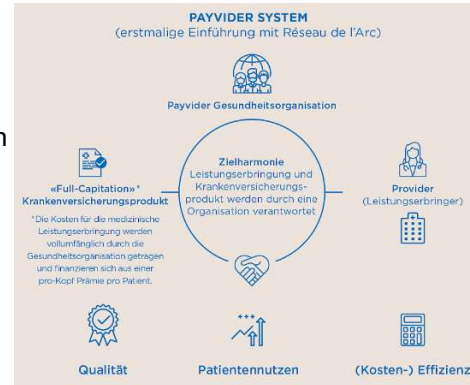 PAYVIDER SYSTEM
(erstmalige Einführung mit Réseau de l'Arc)
Payvider Gesundheitsorganisation
n
«Full-Capitation»*
Krankenversicherungsprodukt
*Die Kosten für die medizinische
Leistungserbringung werden
vollumfänglich durch die
Gesundheitsorganisation getragen
und finanzieren sich aus einer
pro-Kopf Prämie pro Patient.
Zielharmonie
Leistungserbringung und
Krankenversicherungs-
produkt werden durch eine
Organisation verantwortet
Provider
(Leistungserbringer)
Qualität
Patientennutzen
(Kosten-) Effizienz